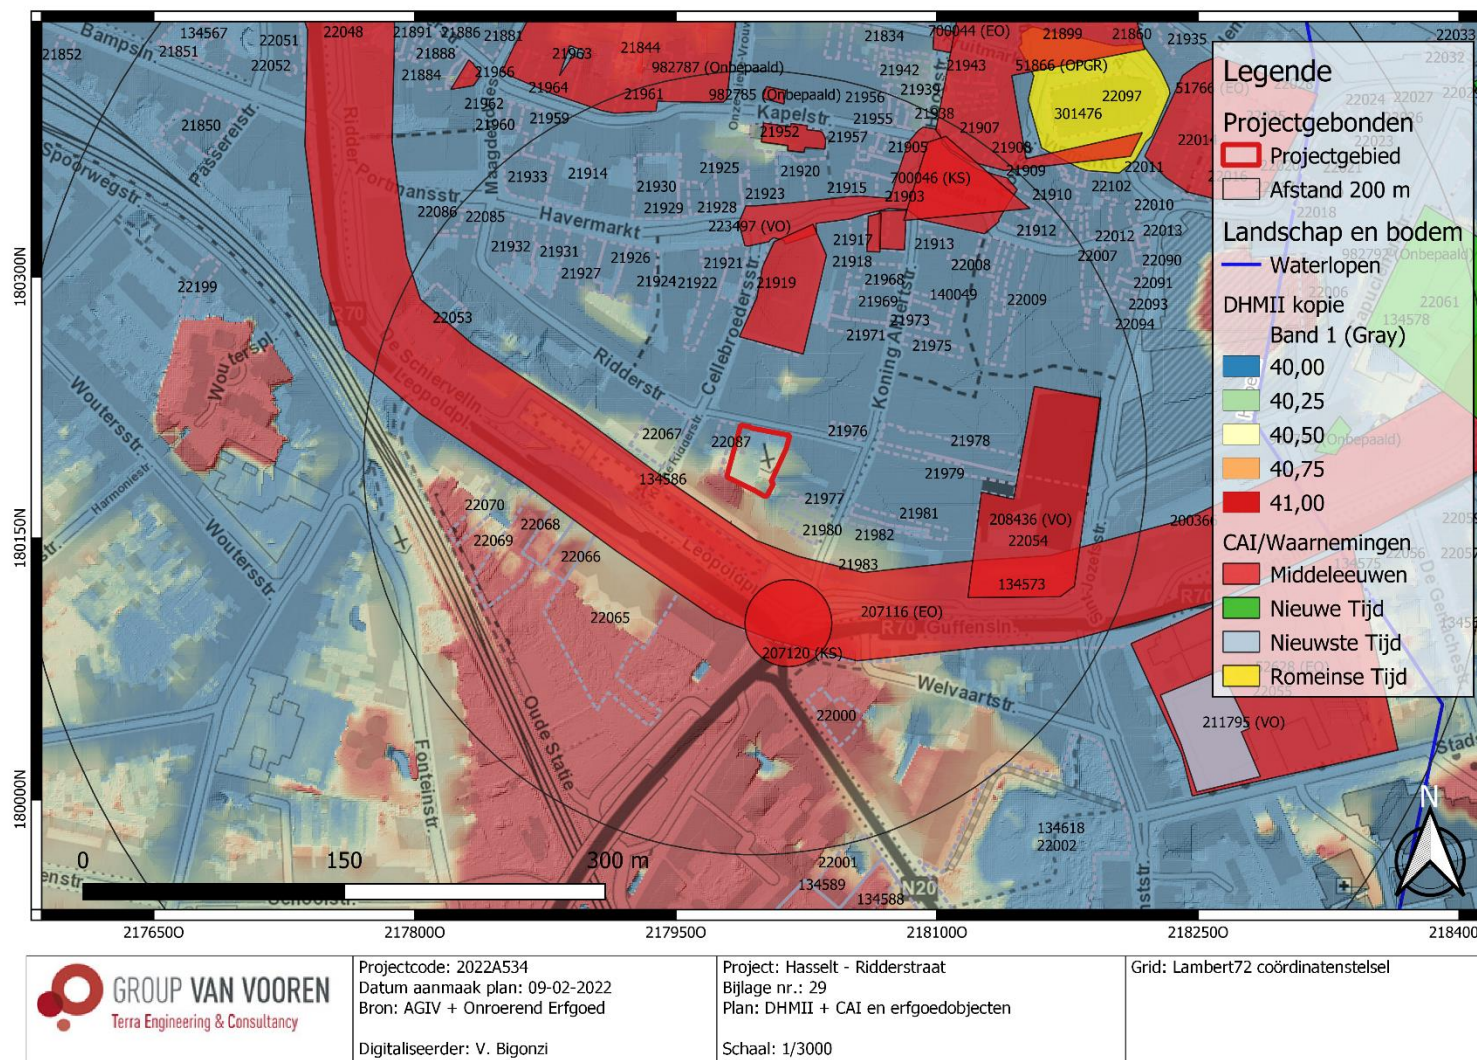 134567
22051
22048
21891
21886
21881
700044 (EO)
21899
21860
21935
22033
Bampsin.
21852
21851
22052
21888
21884
21963
21844
982787 (Onbepaald)
21834
21942
21943
51866 (OPGR)
51766 (EO)
21966
21964
21961
982785 (Onbepaald)
21939
21956
22097
301476
21962
21960
21959
Kapelstr.
21955
21938
21850
Passerelstr.
Ridder Portmansstr.
Maagdendries
21952
21957
21907
21905
21908
22014
22011
Spoorwegstr.
21933
21914
21925
21920
700046 (KS)
21909
21930
21923
21915
21903
21910
22102
22010
22086
22085
21929
21928
Havermarkt
223497 (VO)
21917
21913
21912
22012
22013
21932
21931
21926
21921
21918
22008
22007
22090
21927
21924
21922
21919
21968
22091
22199
21969
140049
22009
22093
R70
22053
21973
22094
21971
21975
Wouterspl.
De Schiervelln.
Leopoldpl.
Ridderstr.
Cellebroedersstr.
Koning Albertstr.
Woutersstr.
22067
22087
21976
21978
134586
21979
Harmoniestr.
22070
22068
22069
22066
21977
21981
21980
21982
208436 (VO)
22054
200366
Woutersstr.
Leopoldpl.
21983
134573
22065
207116 (EO)
R70 Guffensln.
207120 (KS)
Welvaartstr.
Oude Statie
22000
211795 (VO)
Fonteinstr.
134618
22002
22001
134589
134588
N20
Schoolstr.
0
150
300 m
N
Legende
Projectgebonden
Projectgebied
Afstand 200 m
Landschap en bodem
Waterlopen
DHMII kopie
Band 1 (Gray)
40,00
40,25
40,50
40,75
41,00
CAI/Waarnemingen
Middeleeuwen
Nieuwe Tijd
Nieuwste Tijd
Romeinse Tijd
180300N
180150N
180000N
217650O
217800O
217950O
218100O
218250O
218400
GROUP VAN VOOREN
Terra Engineering & Consultancy
Projectcode: 2022A534
Datum aanmaak plan: 09-02-2022
Bron: AGIV + Onroerend Erfgoed
Digitaliseerder: V. Bigonzi
Project: Hasselt - Ridderstraat
Bijlage nr.: 29
Plan: DHMII + CAI en erfgoedobjecten
Schaal: 1/3000
Grid: Lambert72 coördinatenstelsel